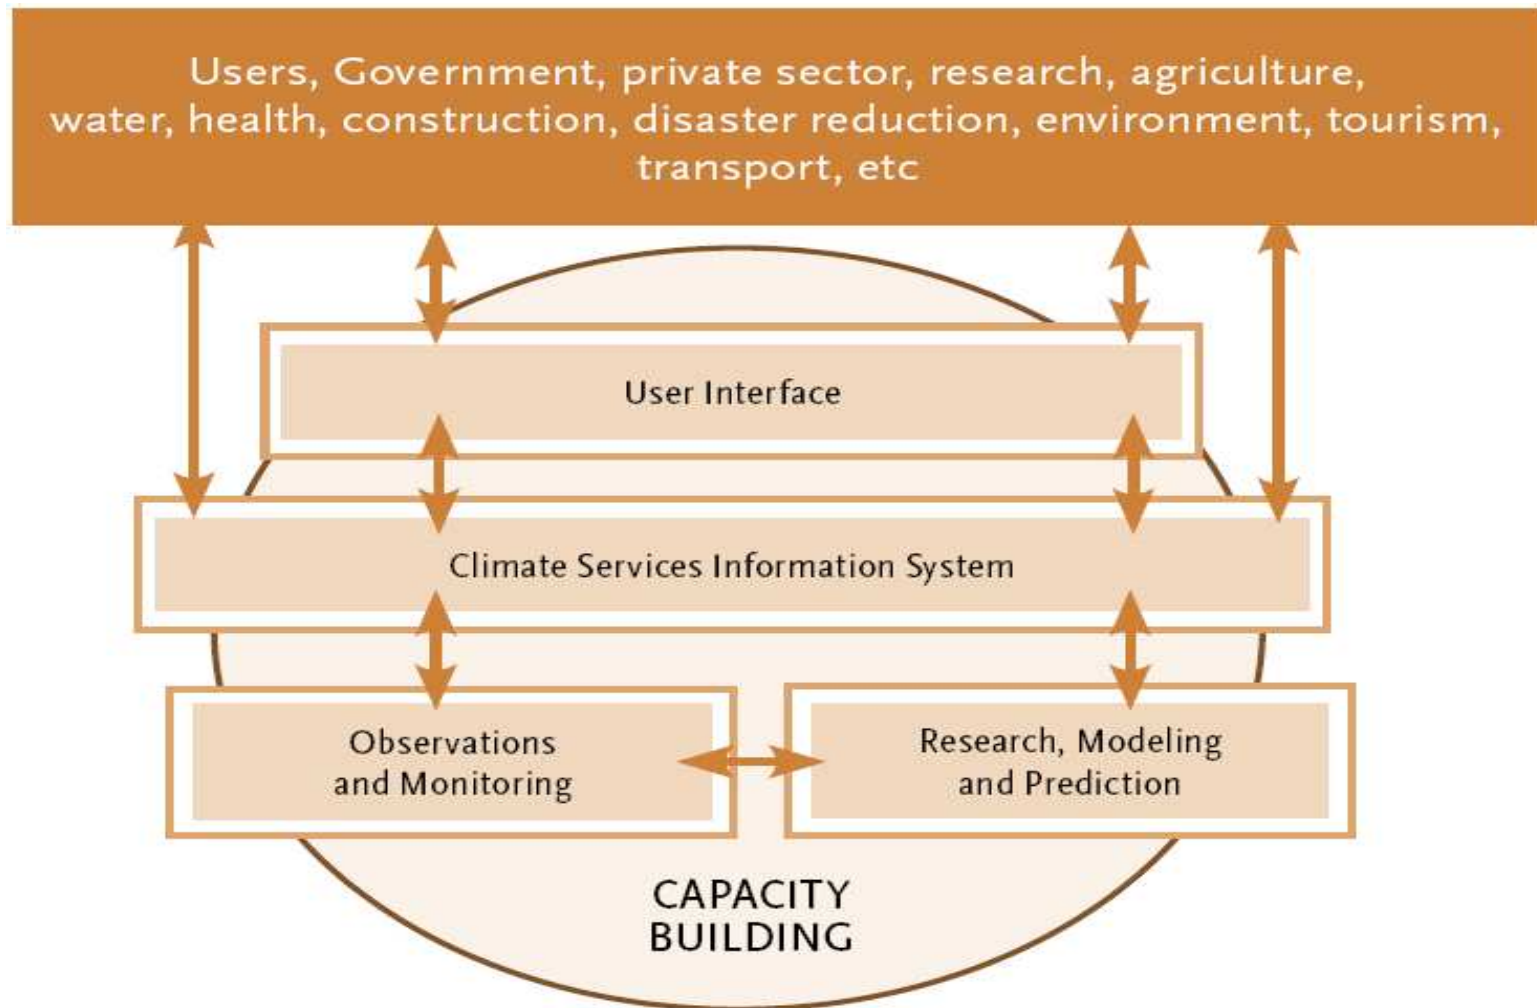 Users, Government, private sector, research, agriculture,
water, health, construction, disaster reduction, environment, tourism,
transport, etc
User Interface
Climate Services Information System
Observations
and Monitoring
Research, Modeling
and Prediction
CAPACITY
BUILDING